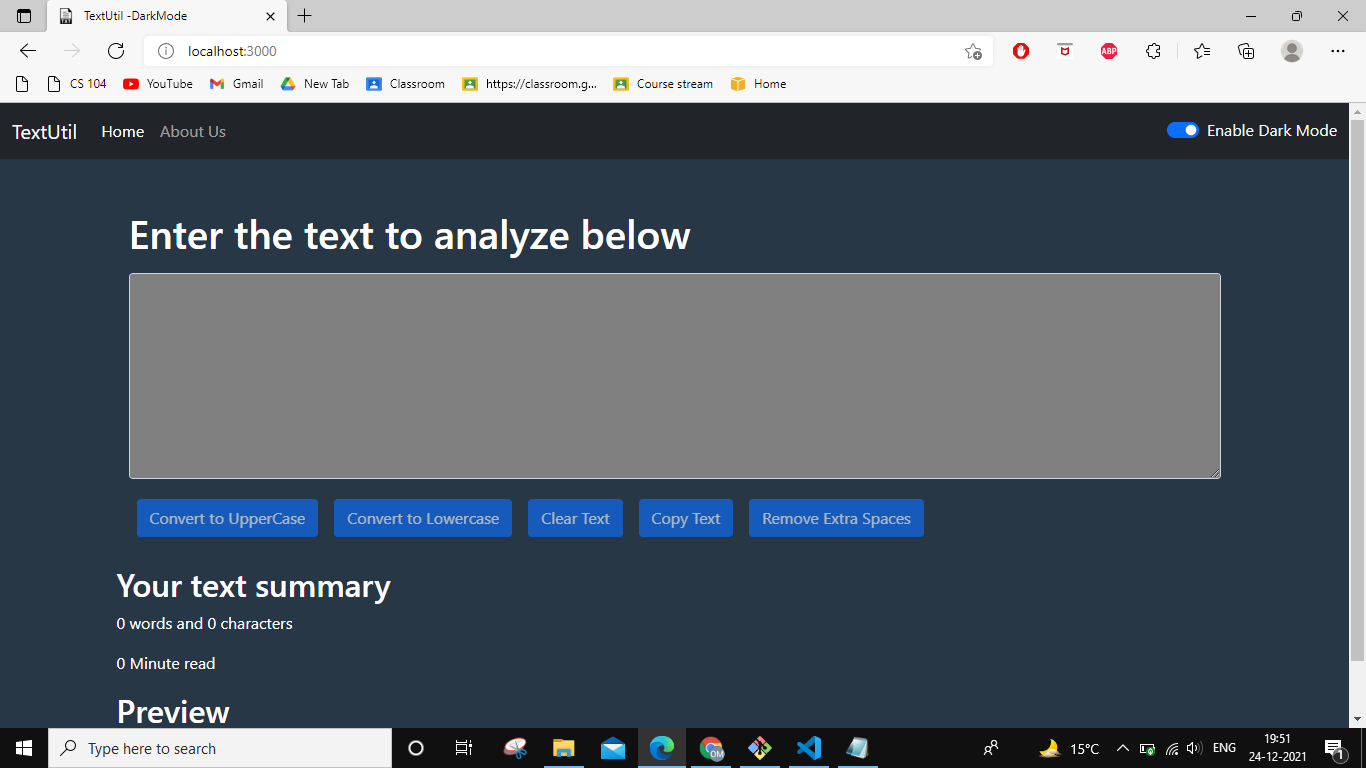 TextUtil -DarkMode
localhost:3000
ABP
CS 104 YouTube Gmail New Tab Classroom https://classroom.g... Course stream Home
TextUtil Home About Us Enable Dark Mode
Enter the text to analyze below
Convert to UpperCase Convert to Lowercase Clear Text Copy Text Remove Extra Spaces
Your text summary
0 words and 0 characters
0 Minute read
Preview
Type here to search OM 15°C ENG 19:51
24-12-2021 1